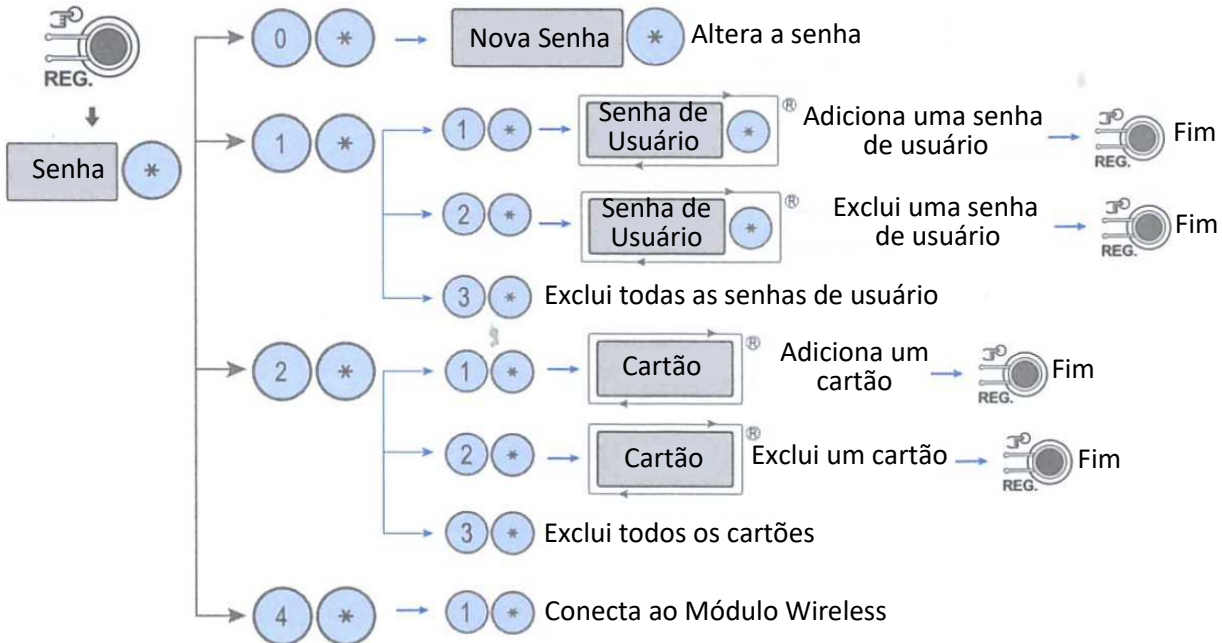 REG.
Senha *
0 * Nova Senha * Altera a senha
1 *
1 * Senha de Usuário * ® Adiciona uma senha de usuário REG. Fim
2 * Senha de Usuário * ® Exclui uma senha de usuário REG. Fim
3 * Exclui todas as senhas de usuário
2 *
1 * Cartão ® Adiciona um cartão REG. Fim
2 * Cartão ® Exclui um cartão REG. Fim
3 * Exclui todos os cartões
4 * 1 * Conecta ao Módulo Wireless